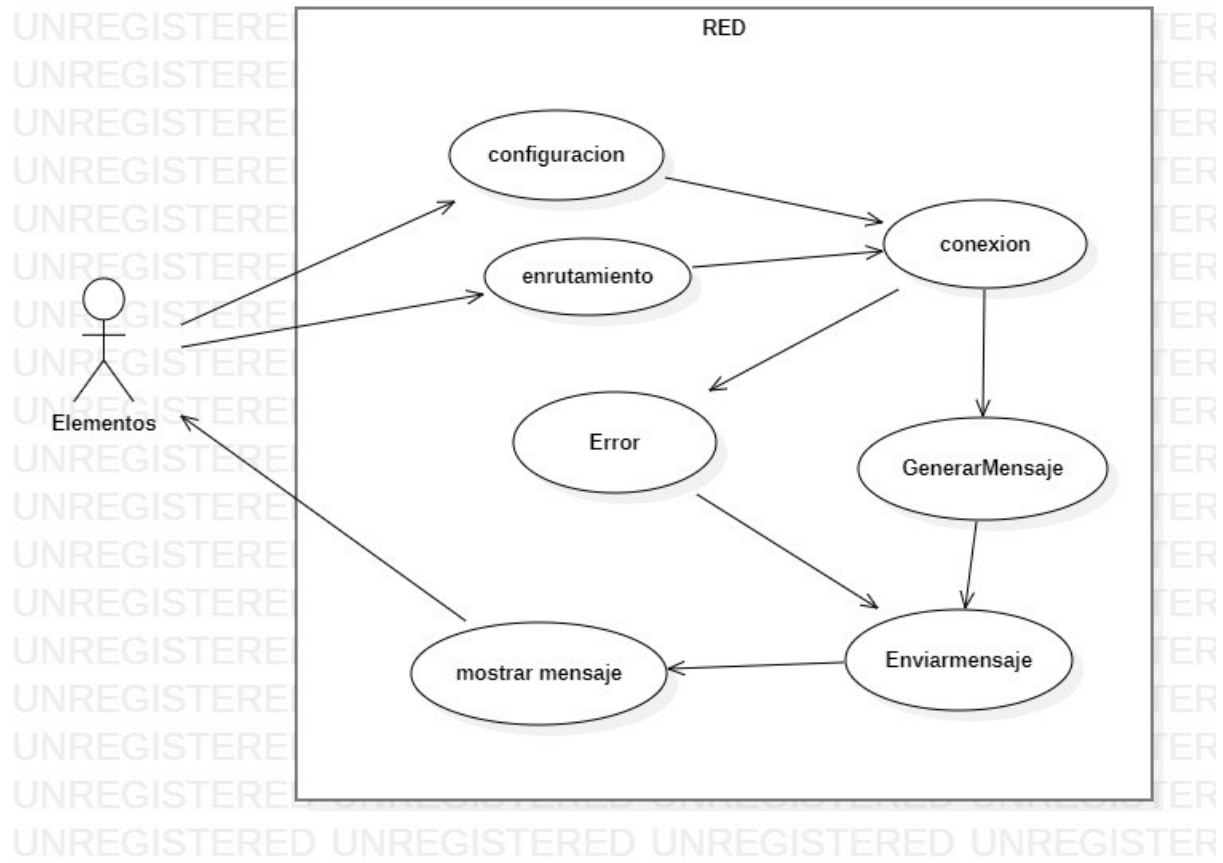 RED
configuracion
conexion
enrutamiento
Elementos
Error
GenerarMensaje
Enviarmensaje
mostrar mensaje
UNREGISTERED UNREGISTERED UNREGISTERED UNREGISTER